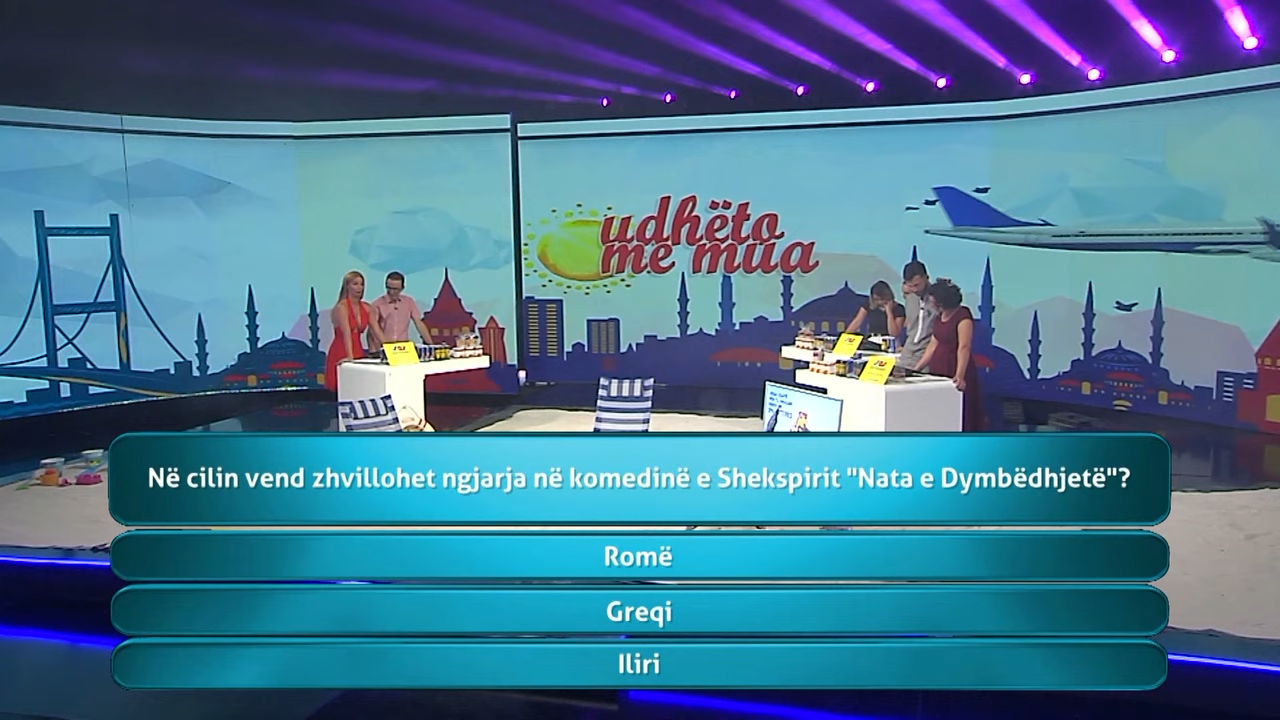 udhëto
me mua
Në cilin vend zhvillohet ngjarja në komedinë e Shekspirit "Nata e Dymbëdhjetë"?
Romë
Greqi
Iliri